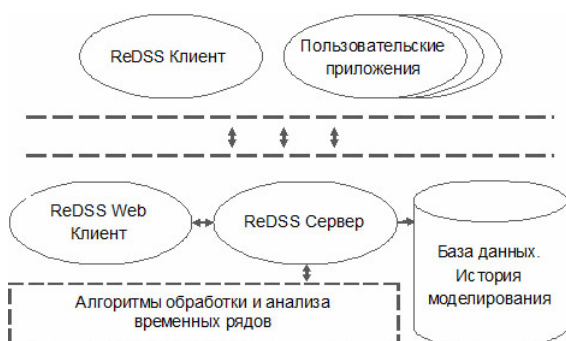 ReDSS Клиент
Пользовательские
приложения
ReDSS Web
Клиент
ReDSS Сервер
База данных.
История
моделирования
Алгоритмы обработки и анализа
временных рядов